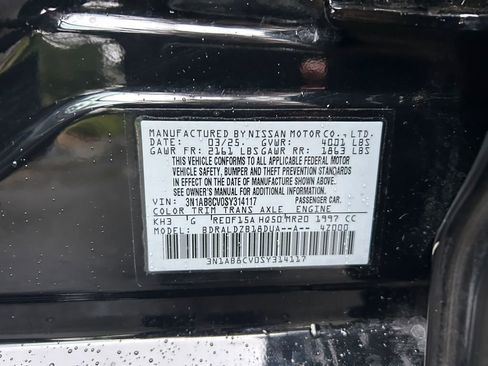 MANUFACTURED BY NISSAN MOTOR CO., LTD.
DATE: 03/25. GVWR: 4001 LBS
GAWR FR: 2161 LBS GAWR RR: 1863 LBS
THIS VEHICLE CONFORMS TO ALL APPLICABLE FEDERAL MOTOR
VEHICLE SAFETY, BUMPER AND THEFT PREVENTION STANDARDS
IN EFFECT ON THE DATE OF MANUFACTURE SHOWN ABOVE.
SEE OWNER'S MANUAL FOR ADDITIONAL INFORMATION
VIN: PASSENGER CAR.
COLOR TRIM TRANS AXLE ENGINE
KH3 G RE0F15A MR20 1997 CC
MODEL: BDRALDZB18DUA--A-- 47000